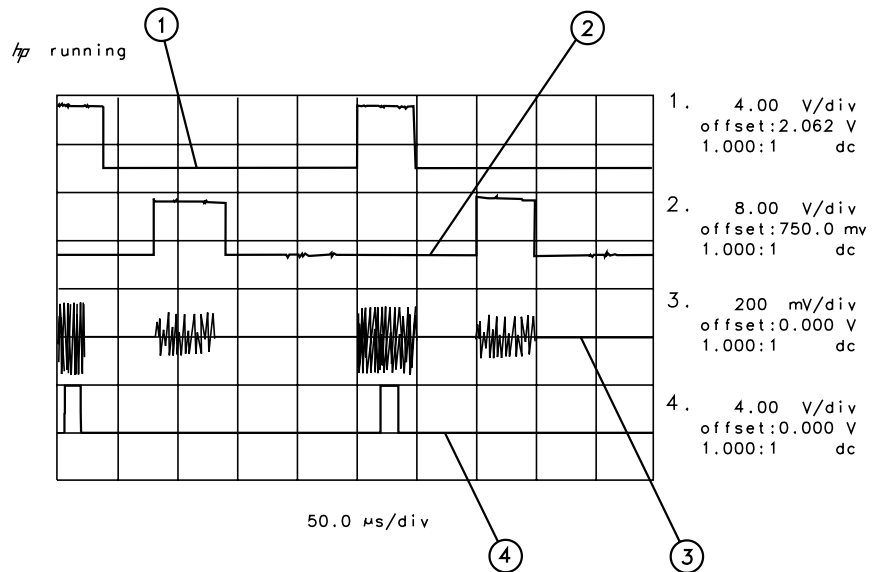 1
2
hp running
1. 4.00 V/div
offset:2.062 V
1.000:1 dc
2. 8.00 V/div
offset:750.0 mv
1.000:1 dc
3. 200 mV/div
offset:0.000 V
1.000:1 dc
4. 4.00 V/div
offset:0.000 V
1.000:1 dc
50.0 µs/div
4
3